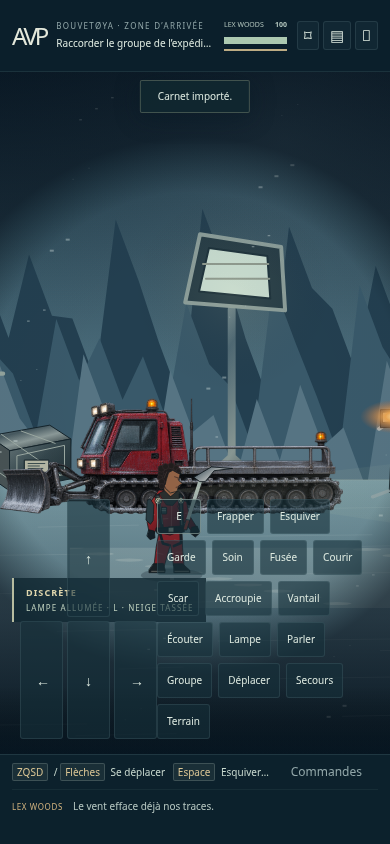 AVP
BOUVETØYA · ZONE D'ARRIVÉE
Raccorder le groupe de l'expédi...
LEX WOODS 100
Carnet importé.
E Frapper Esquiver
Garde Soin Fusée Courir
Scar Accroupie Vantail
DISCRÈTE
LAMPE ALLUMÉE · L · NEIGE TASSÉE
↑
Écouter Lampe Parler
← ↓ →
Groupe Déplacer Secours
Terrain
ZQSD / Flèches Se déplacer Espace Esquiver... Commandes
LEX WOODS Le vent efface déjà nos traces.